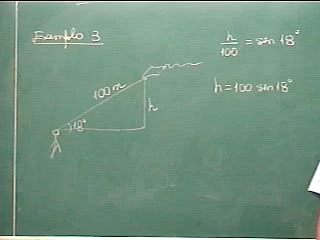 Exemplo 3
100 m
h
18°
h/100 = sen 18°
h = 100 sen 18°